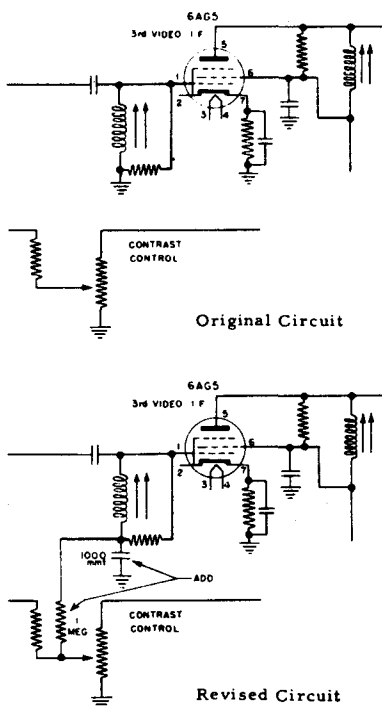 6AG5
3rd VIDEO I F
5
1
6
2
3
4
7
CONTRAST
CONTROL
Original Circuit
6AG5
3rd VIDEO I F
5
1
6
2
3
4
7
1000
mmf
ADD
1
MEG
CONTRAST
CONTROL
Revised Circuit